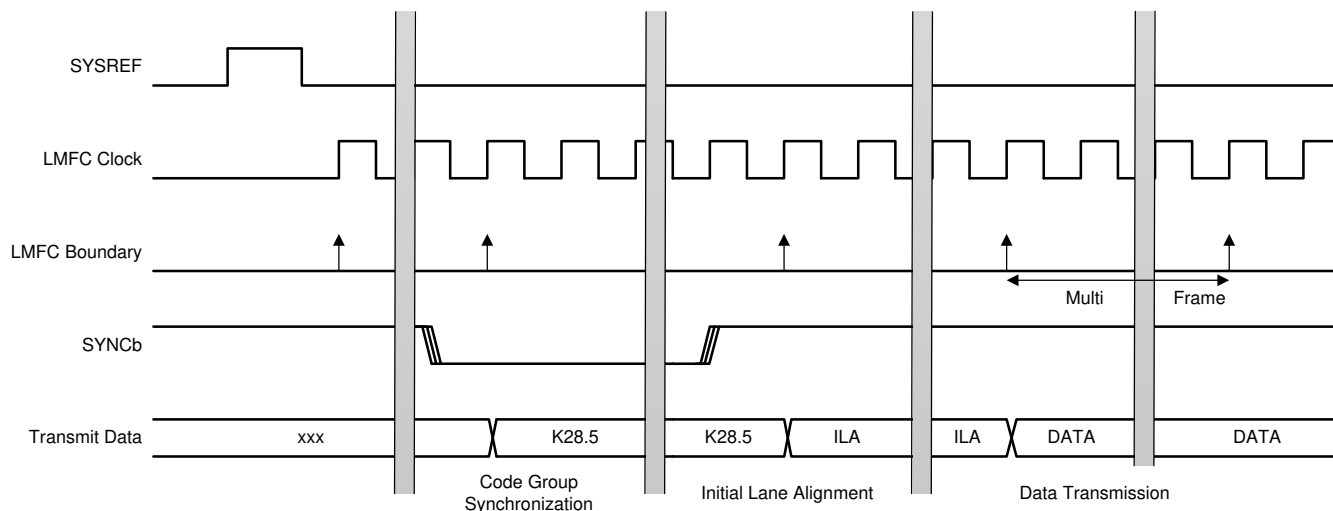 SYSREF
LMFC Clock
LMFC Boundary
Multi Frame
SYNCb
Transmit Data
xxx K28.5 K28.5 ILA ILA DATA DATA
Code Group
Synchronization
Initial Lane Alignment
Data Transmission